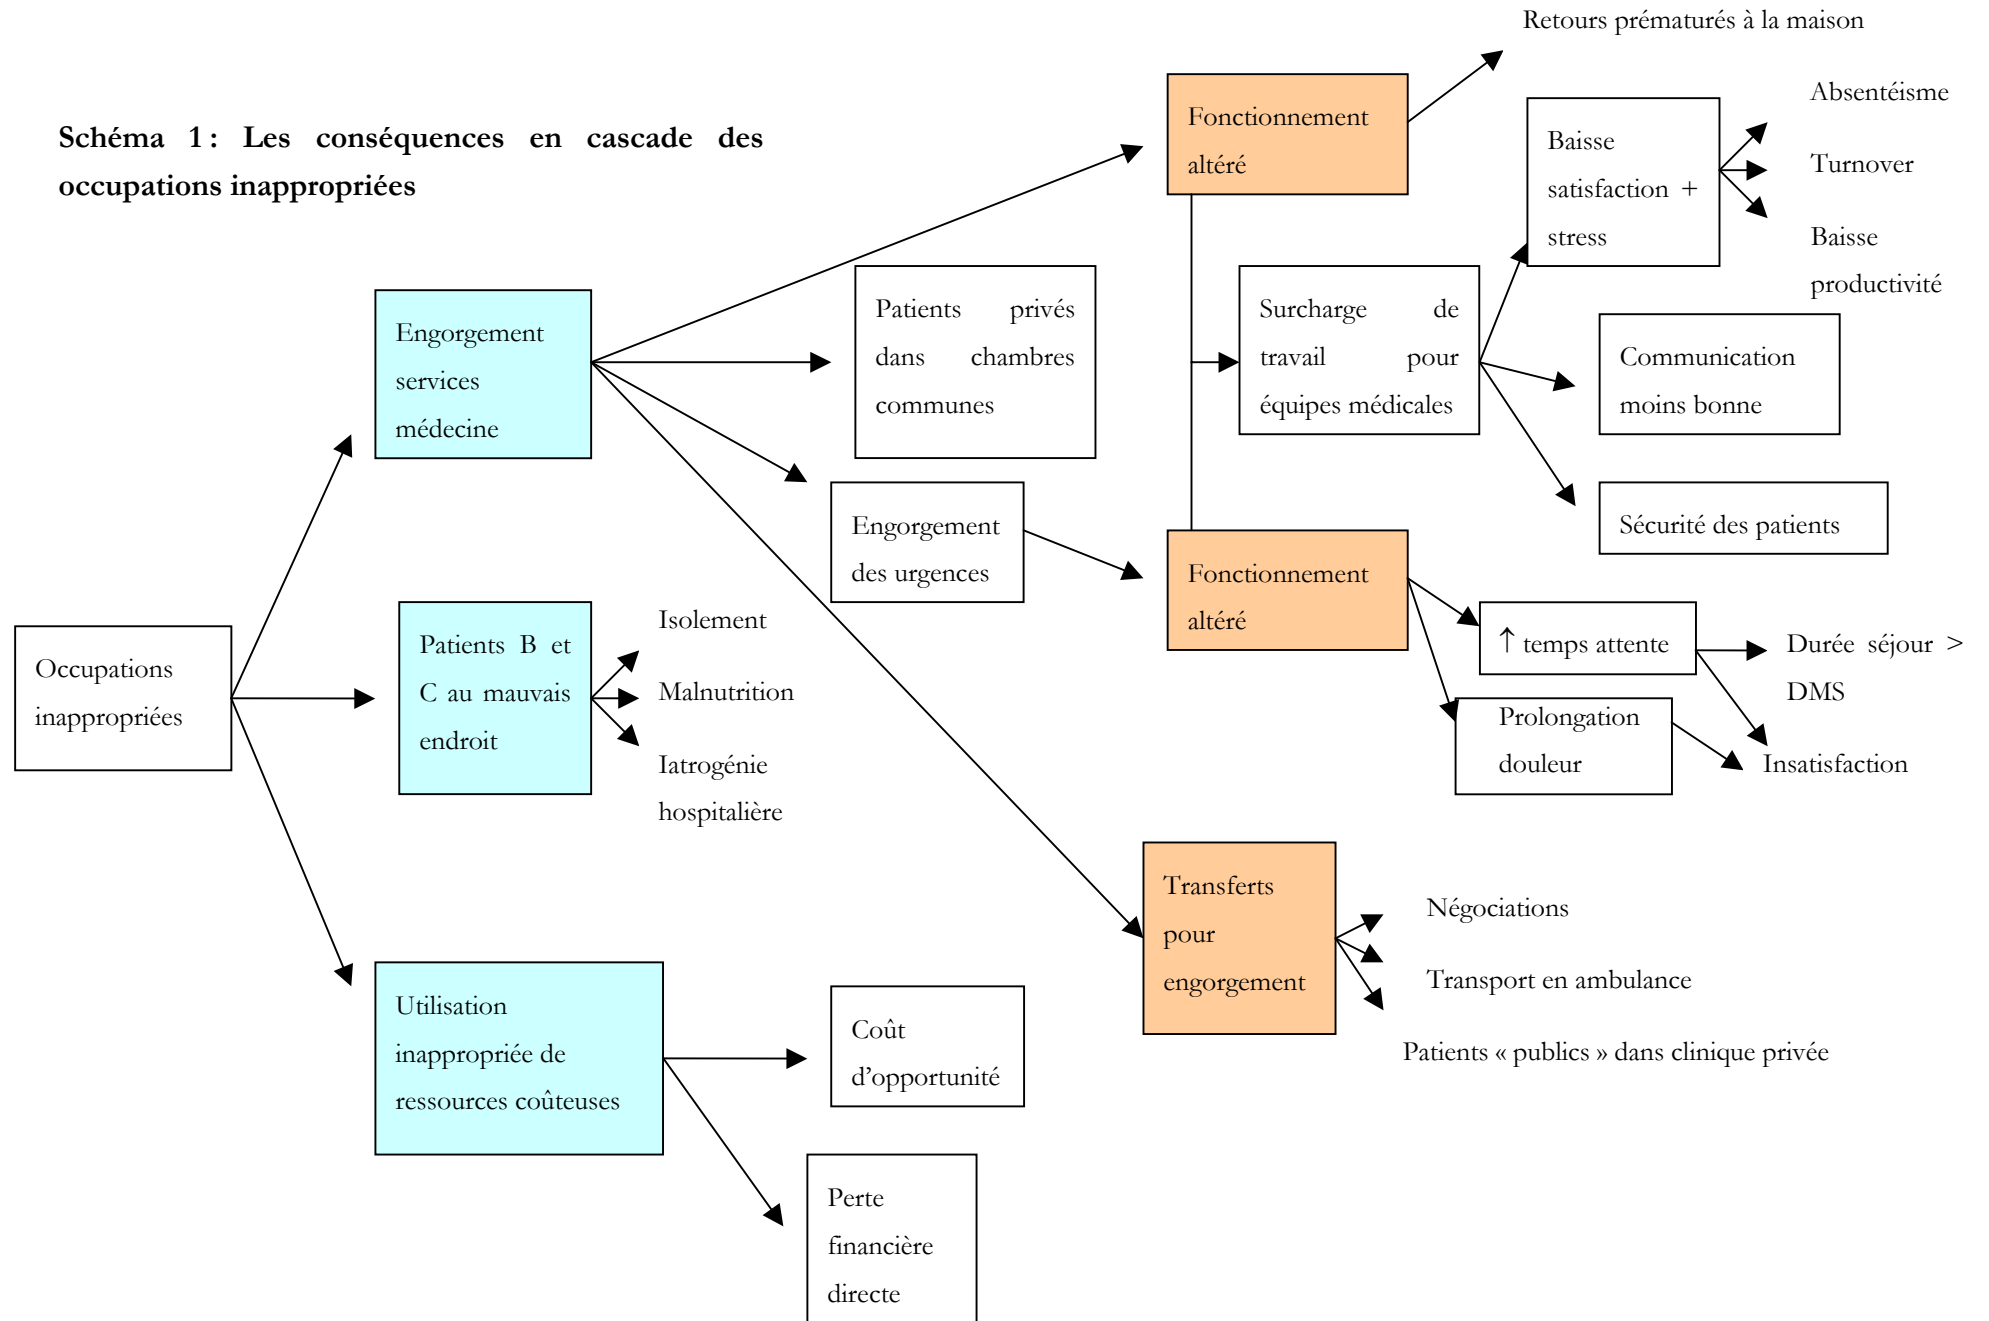 Schéma 1 : Les conséquences en cascade des
occupations inappropriées
Occupations
inappropriées
Engorgement
services
médecine
Patients B et
C au mauvais
endroit
Isolement
Malnutrition
Iatrogénie
hospitalière
Utilisation
inappropriée de
ressources coûteuses
Patients privés
dans chambres
communes
Engorgement
des urgences
Coût
d’opportunité
Perte
financière
directe
Fonctionnement
altéré
Retours prématurés à la maison
Surcharge de
travail pour
équipes médicales
Baisse
satisfaction +
stress
Absentéisme
Turnover
Baisse
productivité
Communication
moins bonne
Sécurité des patients
Fonctionnement
altéré
↑ temps attente
Prolongation
douleur
Durée séjour >
DMS
Insatisfaction
Transferts
pour
engorgement
Négociations
Transport en ambulance
Patients « publics » dans clinique privée